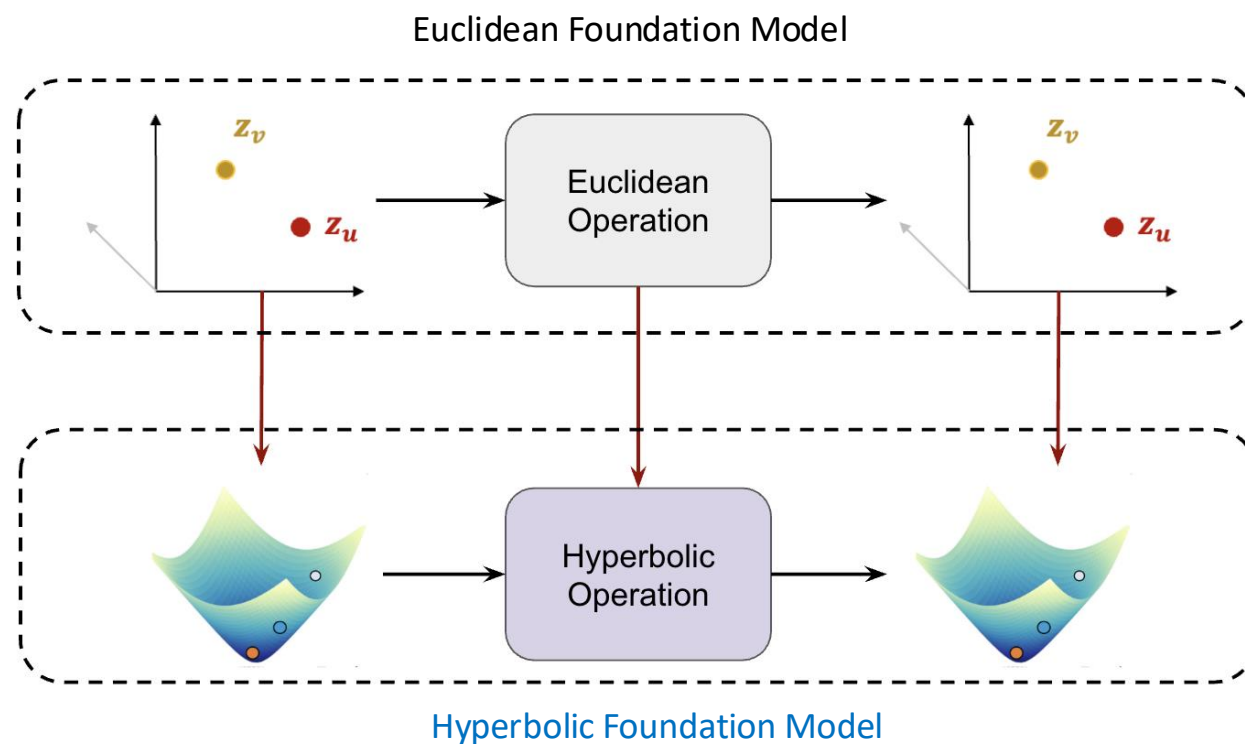 Euclidean Foundation Model
z_v
z_u
Euclidean
Operation
z_v
z_u
Hyperbolic
Operation
Hyperbolic Foundation Model